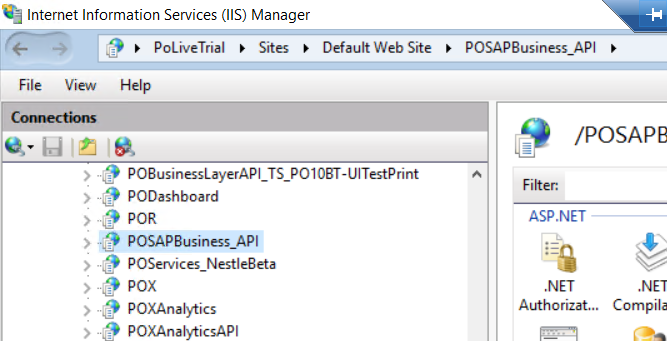 Internet Information Services (IIS) Manager
PoLiveTrial Sites Default Web Site POSAPBusiness_API
File View Help
Connections
POBusinessLayerAPI_TS_PO10BT-UITestPrint
PODashboard
POR
POSAPBusiness_API
POServices_NestleBeta
POX
POXAnalytics
POXAnalyticsAPI
/POSAPB
Filter:
ASP.NET
.NET Authorizat...
.NET Compila